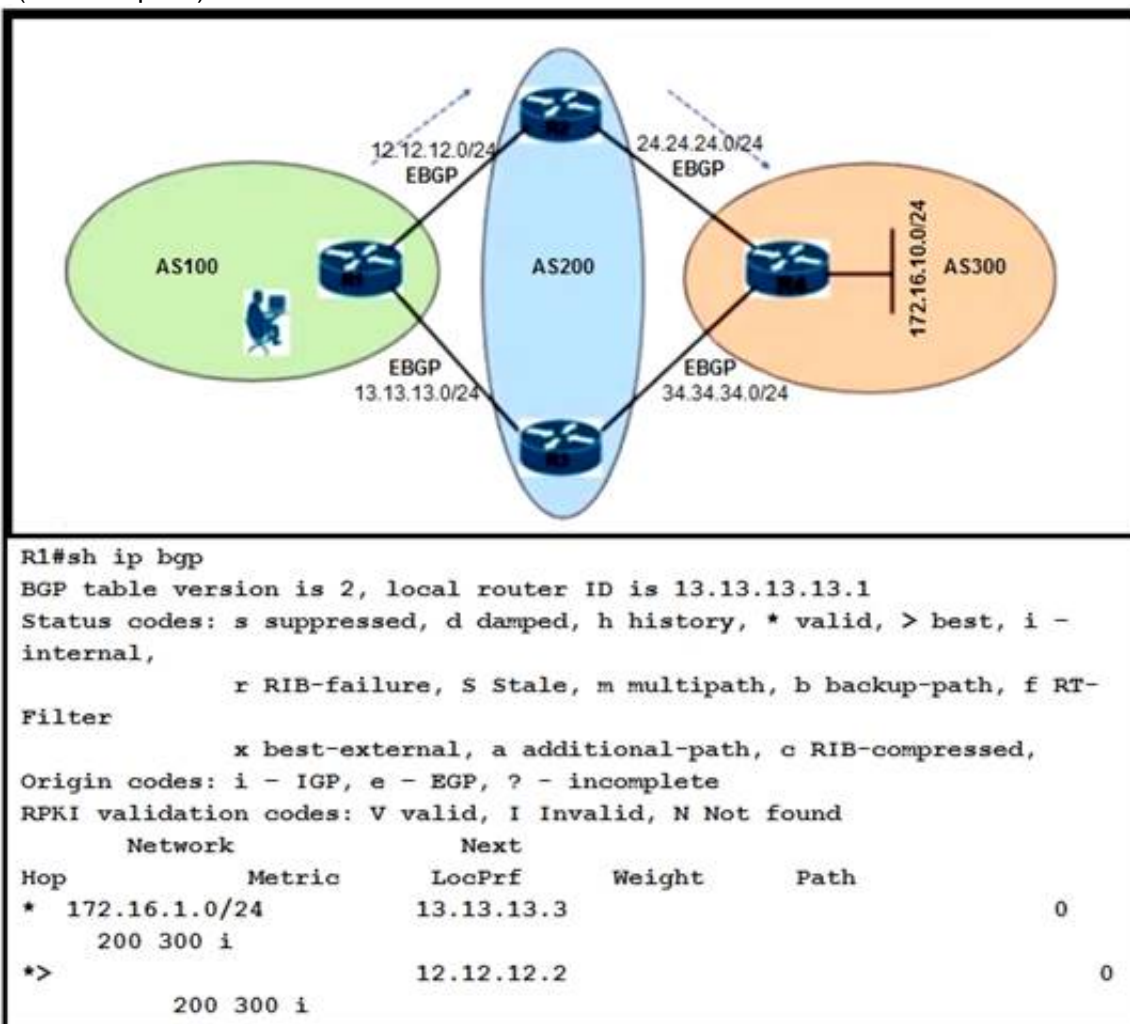 R2
12.12.12.0/24
EBGP
24.24.24.0/24
EBGP
AS100
R1
AS200
R4
172.16.10.0/24
AS300
EBGP
13.13.13.0/24
EBGP
34.34.34.0/24
R3
R1#sh ip bgp
BGP table version is 2, local router ID is 13.13.13.13.1
Status codes: s suppressed, d damped, h history, * valid, > best, i -
internal,
r RIB-failure, S Stale, m multipath, b backup-path, f RT-
Filter
x best-external, a additional-path, c RIB-compressed,
Origin codes: i - IGP, e - EGP, ? - incomplete
RPKI validation codes: V valid, I Invalid, N Not found
Network Next
Hop Metric LocPrf Weight Path
* 172.16.1.0/24 13.13.13.3 0
200 300 i
*> 12.12.12.2 0
200 300 i